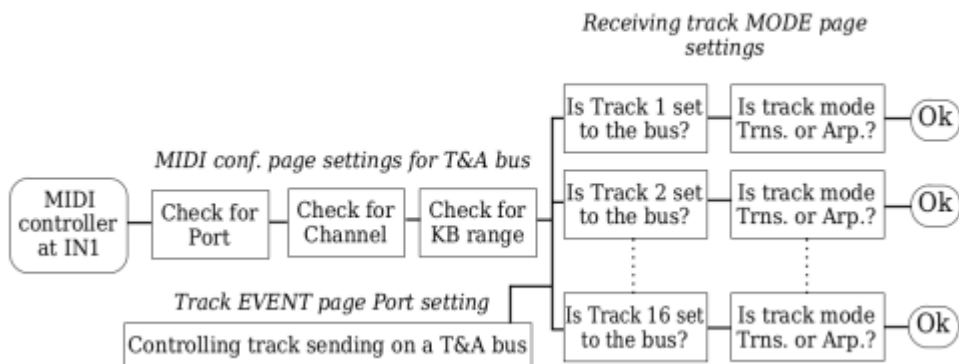 Receiving track MODE page
settings
Is Track 1 set
to the bus?
Is track mode
Trns. or Arp.?
Ok
MIDI conf. page settings for T&A bus
MIDI
controller
at IN1
Check for
Port
Check for
Channel
Check for
KB range
Is Track 2 set
to the bus?
Is track mode
Trns. or Arp.?
Ok
Track EVENT page Port setting
Controlling track sending on a T&A bus
Is Track 16 set
to the bus?
Is track mode
Trns. or Arp.?
Ok